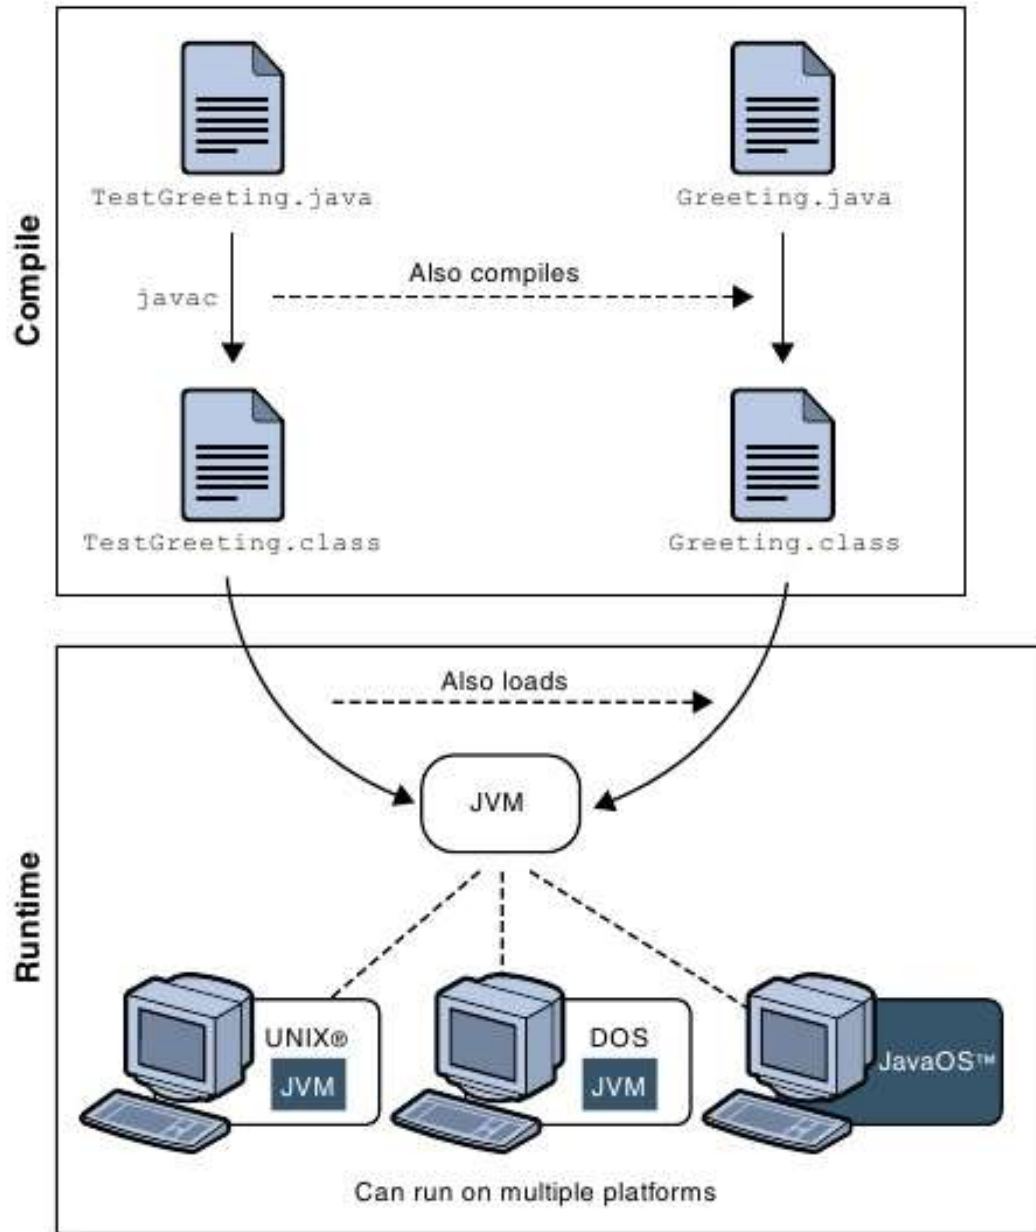 Compile
TestGreeting.java
Greeting.java
javac
Also compiles
TestGreeting.class
Greeting.class
Runtime
Also loads
JVM
UNIX®
JVM
DOS
JVM
JavaOS™
Can run on multiple platforms